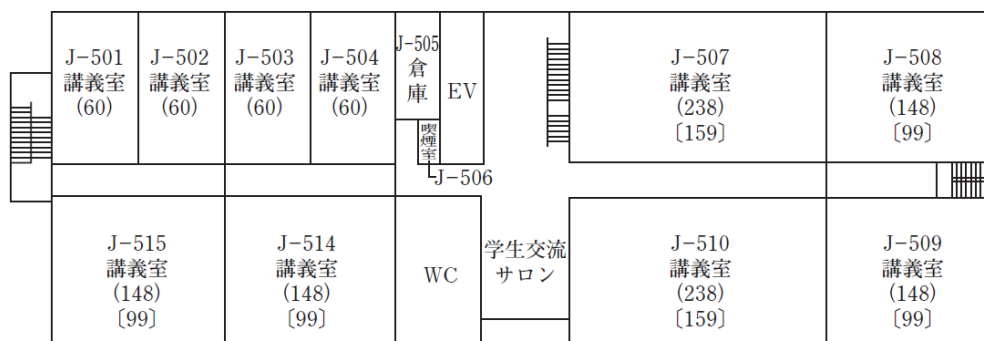 J-501
講義室
(60)
J-502
講義室
(60)
J-503
講義室
(60)
J-504
講義室
(60)
J-505
倉庫
EV
喫煙室
J-506
J-507
講義室
(238)
〔159〕
J-508
講義室
(148)
〔99〕
J-515
講義室
(148)
〔99〕
J-514
講義室
(148)
〔99〕
WC
学生交流
サロン
J-510
講義室
(238)
〔159〕
J-509
講義室
(148)
〔99〕